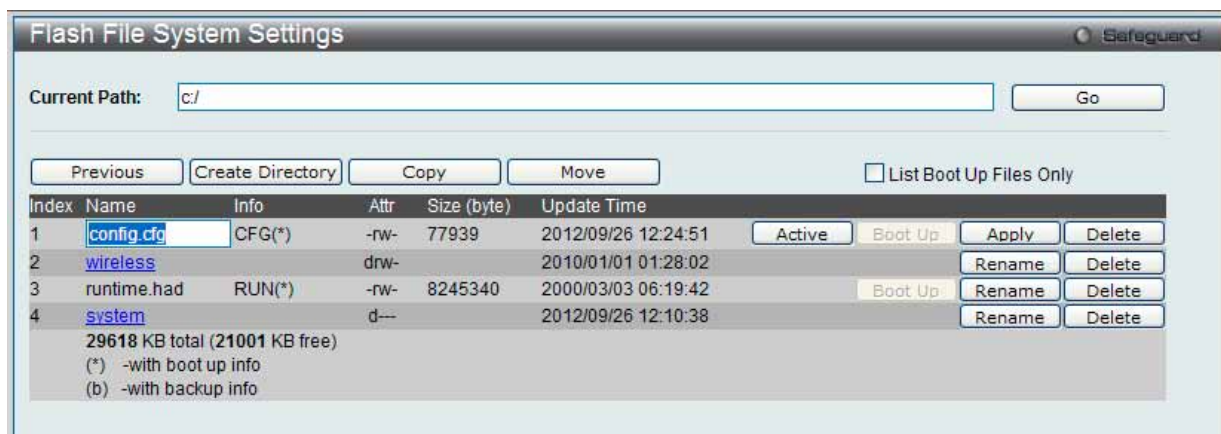 Flash File System Settings Safeguard
Current Path: c:/ Go
Previous Create Directory Copy Move List Boot Up Files Only
Index Name Info Attr Size (byte) Update Time
1 config.cfg CFG(*) -rw- 77939 2012/09/26 12:24:51 Active Boot Up Apply Delete
2 wireless drw- 2010/01/01 01:28:02 Rename Delete
3 runtime.had RUN(*) -rw- 8245340 2000/03/03 06:19:42 Boot Up Rename Delete
4 system d--- 2012/09/26 12:10:38 Rename Delete
29618 KB total (21001 KB free)
(*) -with boot up info
(b) -with backup info